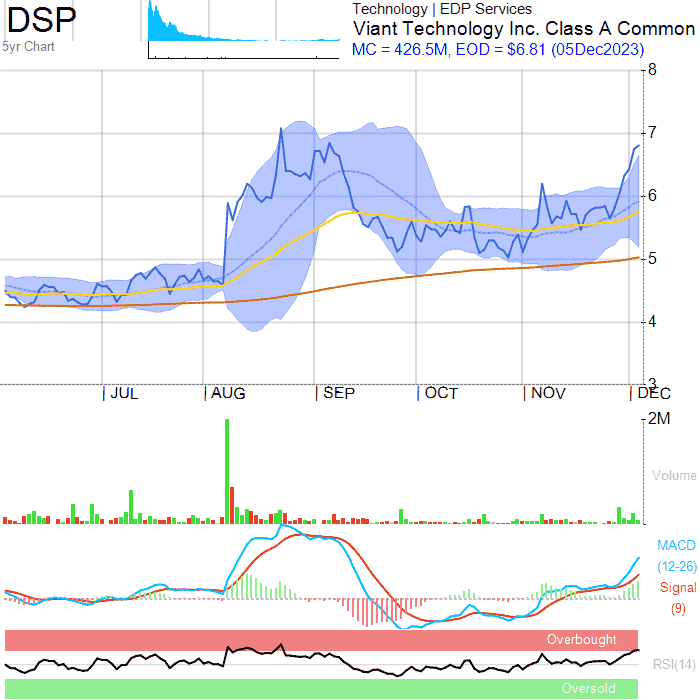 DSP
5yr Chart
Technology | EDP Services
Viant Technology Inc. Class A Common
MC = 426.5M, EOD = $6.81 (05Dec2023)
8
7
6
5
4
3
JUL AUG SEP OCT NOV DEC
2M
Volume
MACD
(12-26)
Signal
(9)
Overbought
RSI(14)
Oversold